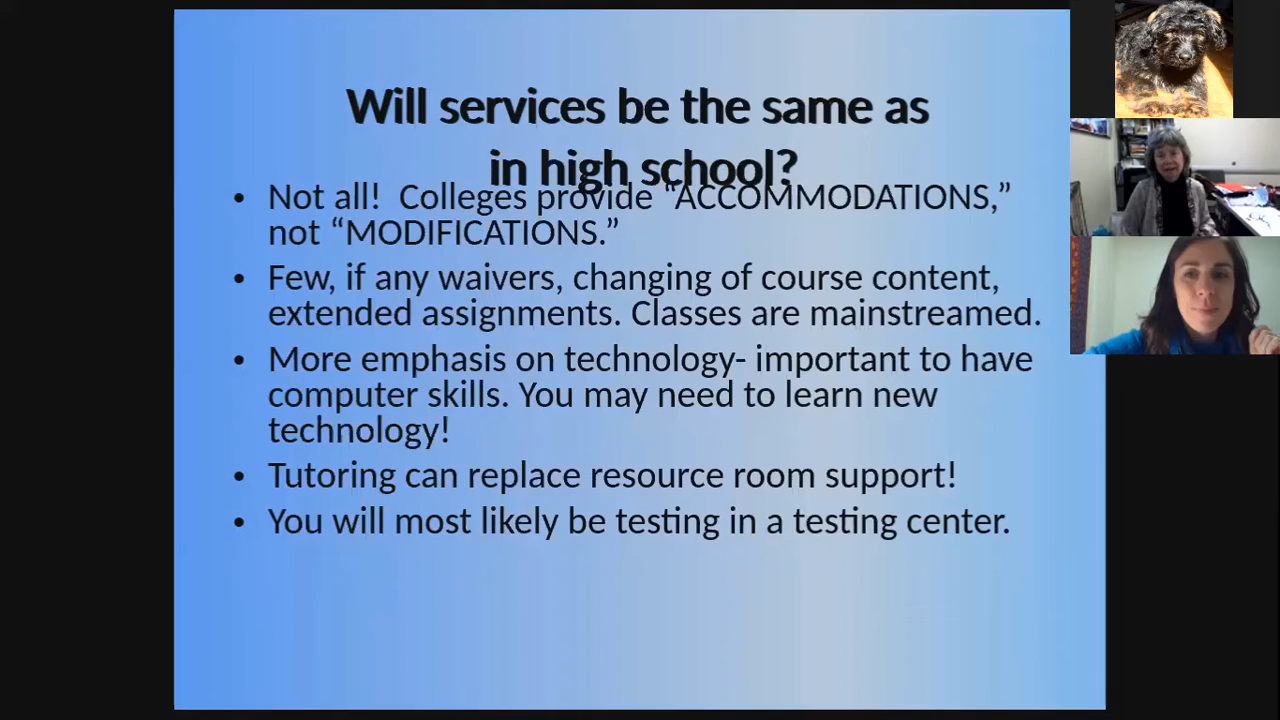 Will services be the same as
in high school?
• Not all!  Colleges provide “ACCOMMODATIONS,”
not “MODIFICATIONS.”
• Few, if any waivers, changing of course content,
extended assignments. Classes are mainstreamed.
• More emphasis on technology- important to have
computer skills. You may need to learn new
technology!
• Tutoring can replace resource room support!
• You will most likely be testing in a testing center.